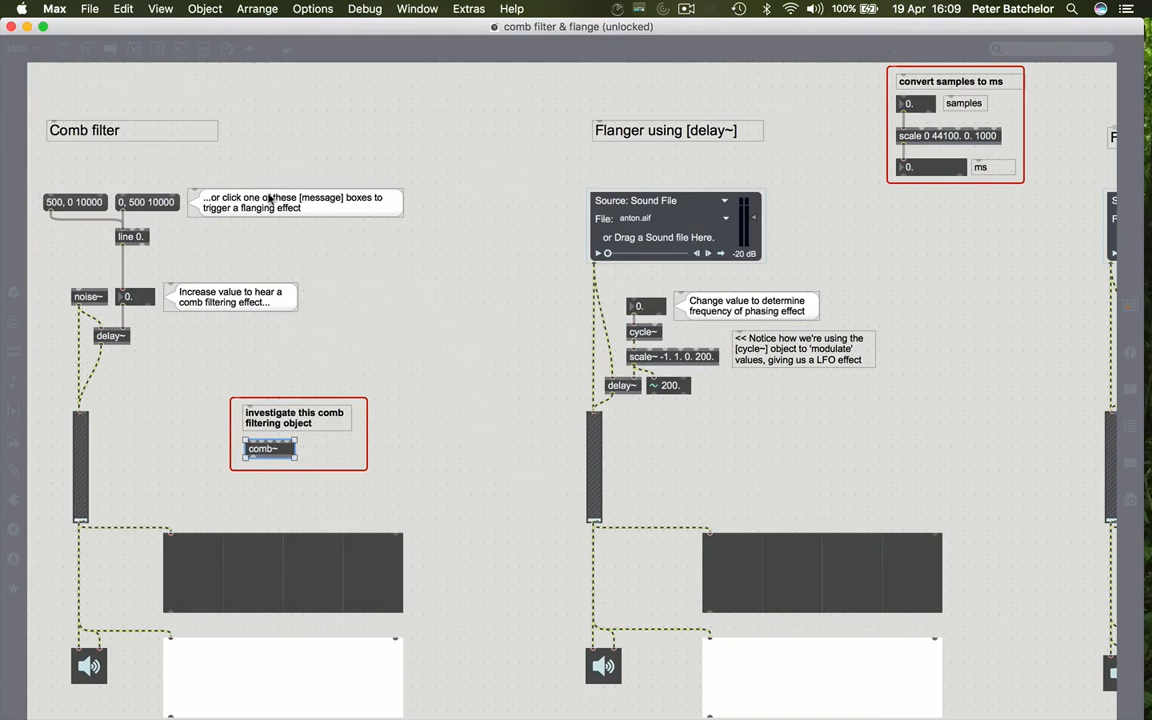 Max File Edit View Object Arrange Options Debug Window Extras Help 100% 19 Apr 16:09 Peter Batchelor
comb filter & flange (unlocked)
100%
convert samples to ms
0. samples
scale 0 44100. 0. 1000
0. ms
Comb filter
500, 0 10000
0, 500 10000
...or click one of these [message] boxes to
trigger a flanging effect
line 0.
noise~
0.
Increase value to hear a
comb filtering effect...
delay~
investigate this comb
filtering object
comb~
Flanger using [delay~]
Source: Sound File
File: anton.aif
or Drag a Sound file Here.
-20 dB
0.
Change value to determine
frequency of phasing effect
cycle~
<< Notice how we're using the
[cycle~] object to 'modulate'
values, giving us a LFO effect
scale~ -1. 1. 0. 200.
delay~
~ 200.
F
S
F